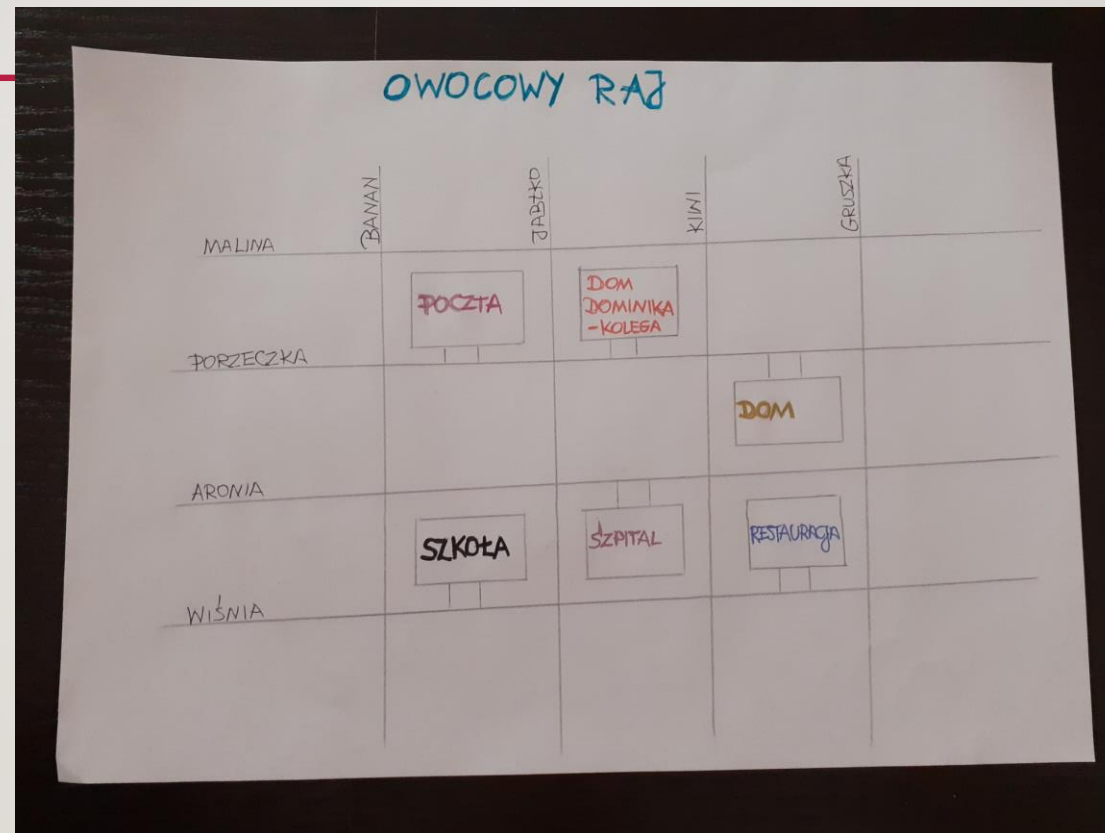 OWOCOWY RAJ
BANAN
JABŁKO
KIWI
GRUSZKA
MALINA
POCZTA
DOM
DOMINIKA
-KOLEGA
PORZECZKA
DOM
ARONIA
SZKOŁA
SZPITAL
RESTAURACJA
WIŚNIA